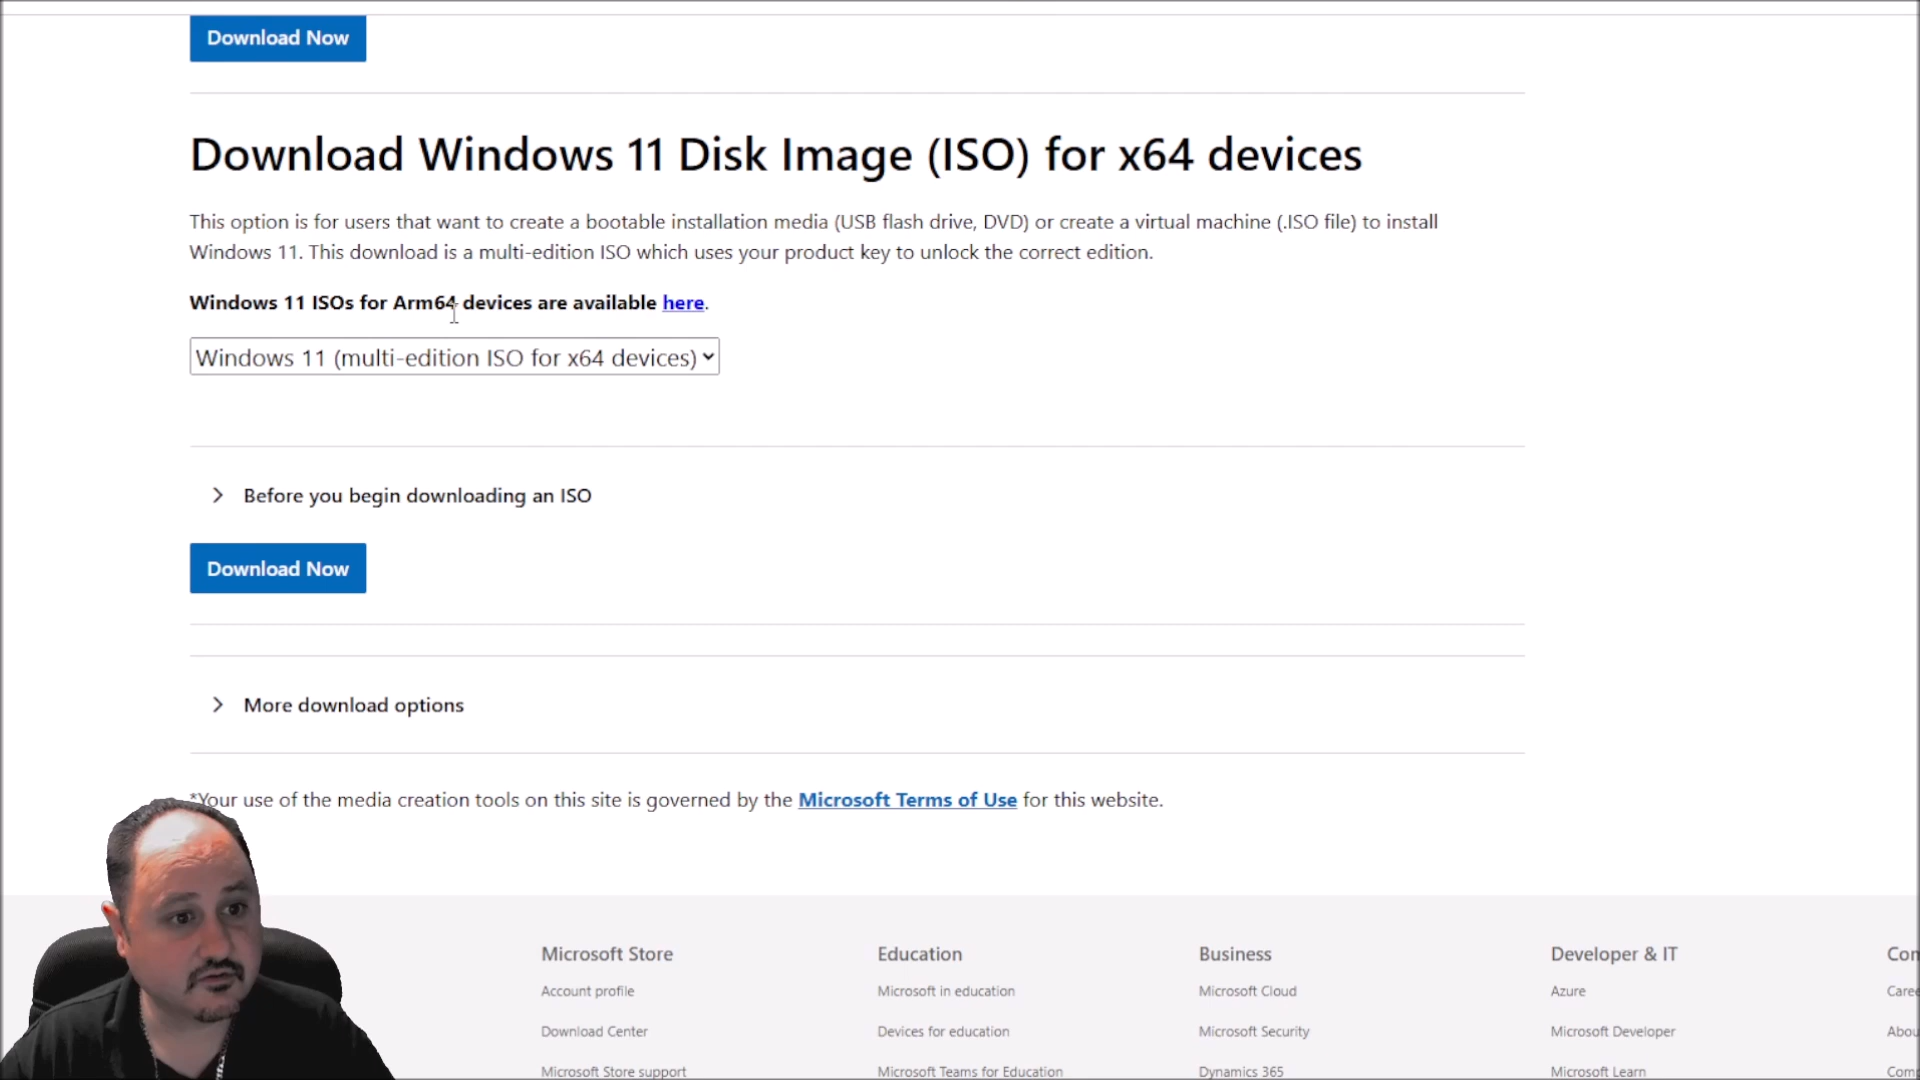 Download Now
Download Windows 11 Disk Image (ISO) for x64 devices
This option is for users that want to create a bootable installation media (USB flash drive, DVD) or create a virtual machine (.ISO file) to install
Windows 11. This download is a multi-edition ISO which uses your product key to unlock the correct edition.
Windows 11 ISOs for Arm64 devices are available here.
Windows 11 (multi-edition ISO for x64 devices)
Before you begin downloading an ISO
Download Now
More download options
*Your use of the media creation tools on this site is governed by the Microsoft Terms of Use for this website.
Microsoft Store
Account profile
Download Center
Microsoft Store support
Education
Microsoft in education
Devices for education
Microsoft Teams for Education
Business
Microsoft Cloud
Microsoft Security
Dynamics 365
Developer & IT
Azure
Microsoft Developer
Microsoft Learn